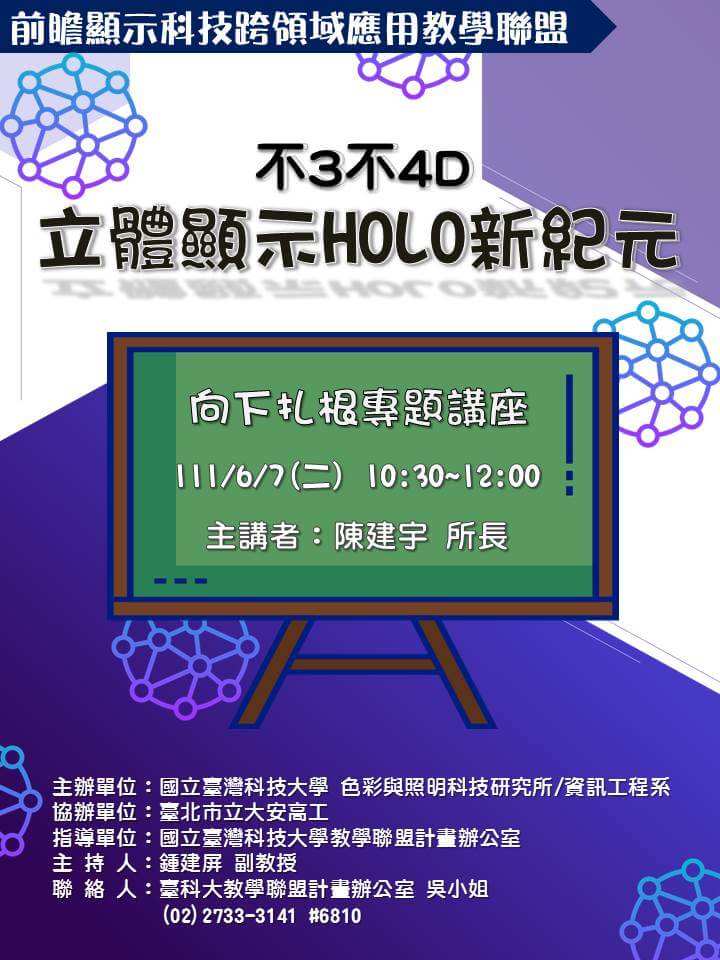 前瞻顯示科技跨領域應用教學聯盟
不3不4D
立體顯示HOLO新紀元
向下扎根專題講座
111/6/7(二) 10:30~12:00
主講者：陳建宇 所長
主辦單位：國立臺灣科技大學 色彩與照明科技研究所/資訊工程系
協辦單位：臺北市立大安高工
指導單位：國立臺灣科技大學教學聯盟計畫辦公室
主 持 人：鍾建屏 副教授
聯 絡 人：臺科大教學聯盟計畫辦公室 吳小姐
(02)2733-3141 #6810